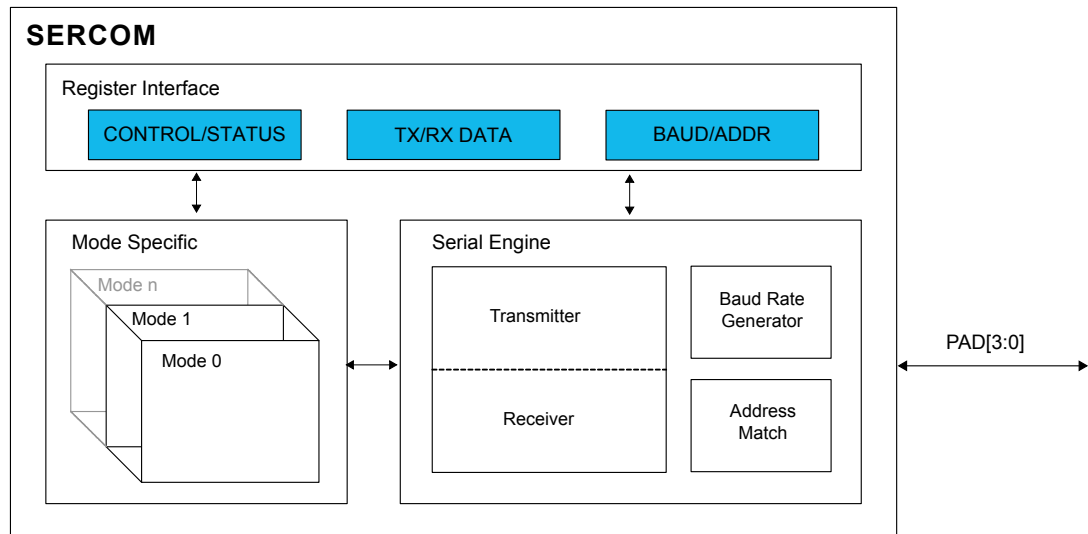 SERCOM
Register Interface
CONTROL/STATUS
TX/RX DATA
BAUD/ADDR
Mode Specific
Mode n
Mode 1
Mode 0
Serial Engine
Transmitter
Receiver
Baud Rate
Generator
Address
Match
PAD[3:0]